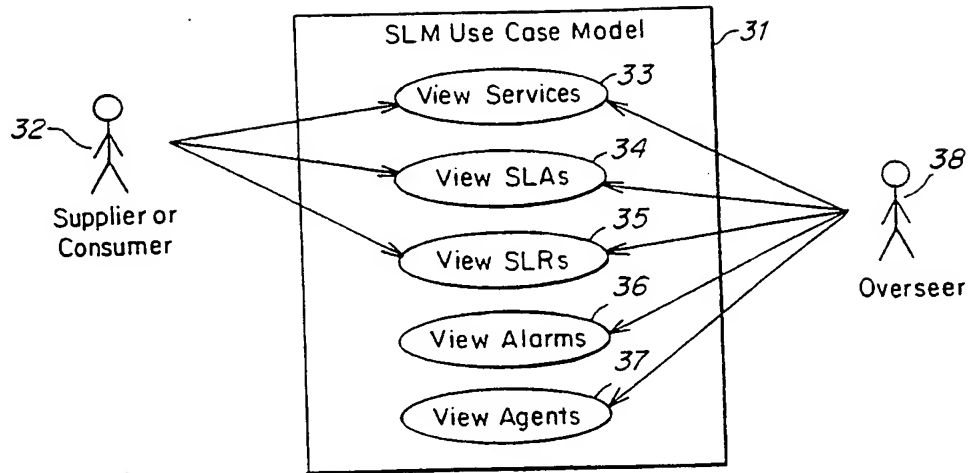 SLM Use Case Model
31
View Services
33
32
View SLAs
34
38
Supplier or
Consumer
View SLRs
35
Overseer
View Alarms
36
View Agents
37